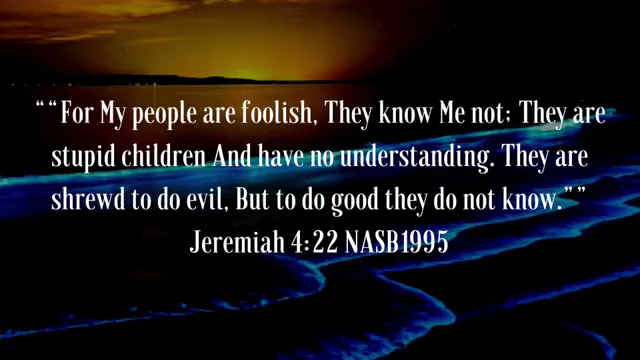 ““For My people are foolish, They know Me not; They are
stupid children And have no understanding. They are
shrewd to do evil, But to do good they do not know.””
Jeremiah 4:22 NASB1995